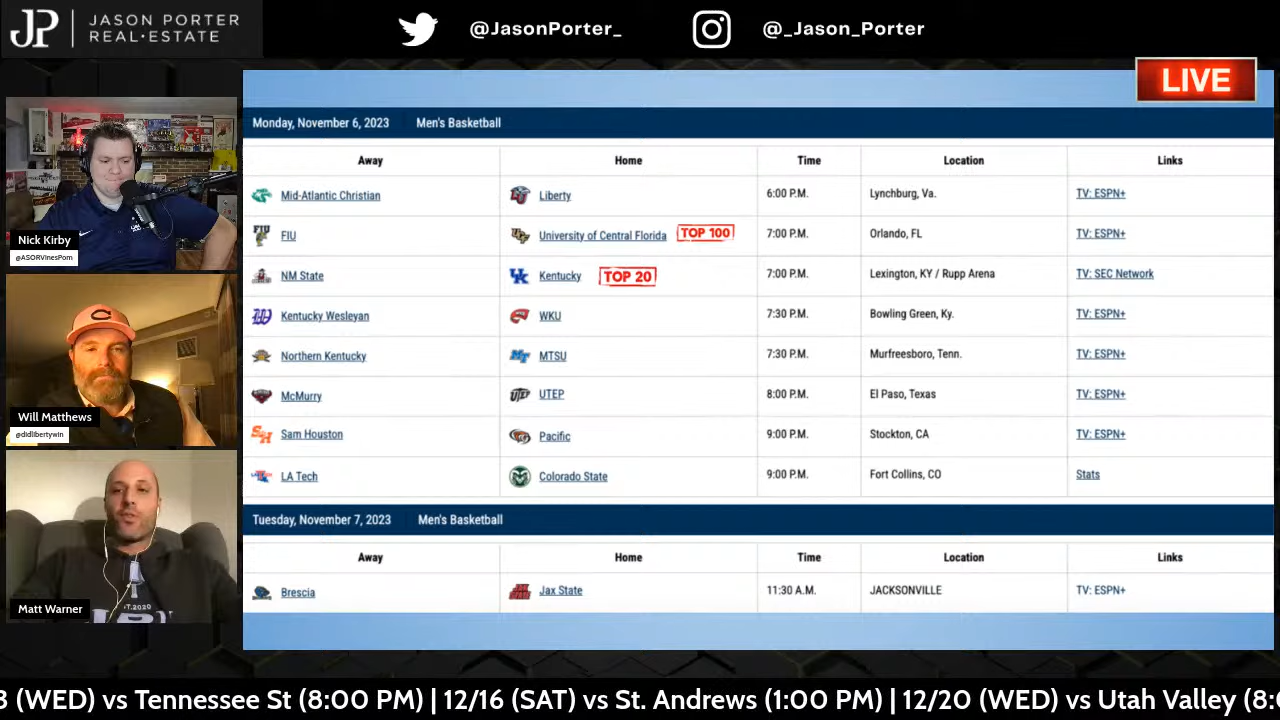 JP | JASON PORTER
REAL•ESTATE
@JasonPorter_
@_Jason_Porter
LIVE
Nick Kirby
@ASORVinesPom
Will Matthews
@didlibertywin
Matt Warner
Monday, November 6, 2023 Men's Basketball
Away Home Time Location Links
Mid-Atlantic Christian Liberty 6:00 P.M. Lynchburg, Va. TV: ESPN+
FIU University of Central Florida TOP 100 7:00 P.M. Orlando, FL TV: ESPN+
NM State Kentucky TOP 20 7:00 P.M. Lexington, KY / Rupp Arena TV: SEC Network
Kentucky Wesleyan WKU 7:30 P.M. Bowling Green, Ky. TV: ESPN+
Northern Kentucky MTSU 7:30 P.M. Murfreesboro, Tenn. TV: ESPN+
McMurry UTEP 8:00 P.M. El Paso, Texas TV: ESPN+
Sam Houston Pacific 9:00 P.M. Stockton, CA TV: ESPN+
LA Tech Colorado State 9:00 P.M. Fort Collins, CO Stats
Tuesday, November 7, 2023 Men's Basketball
Away Home Time Location Links
Brescia Jax State 11:30 A.M. JACKSONVILLE TV: ESPN+
3 (WED) vs Tennessee St (8:00 PM) | 12/16 (SAT) vs St. Andrews (1:00 PM) | 12/20 (WED) vs Utah Valley (8: